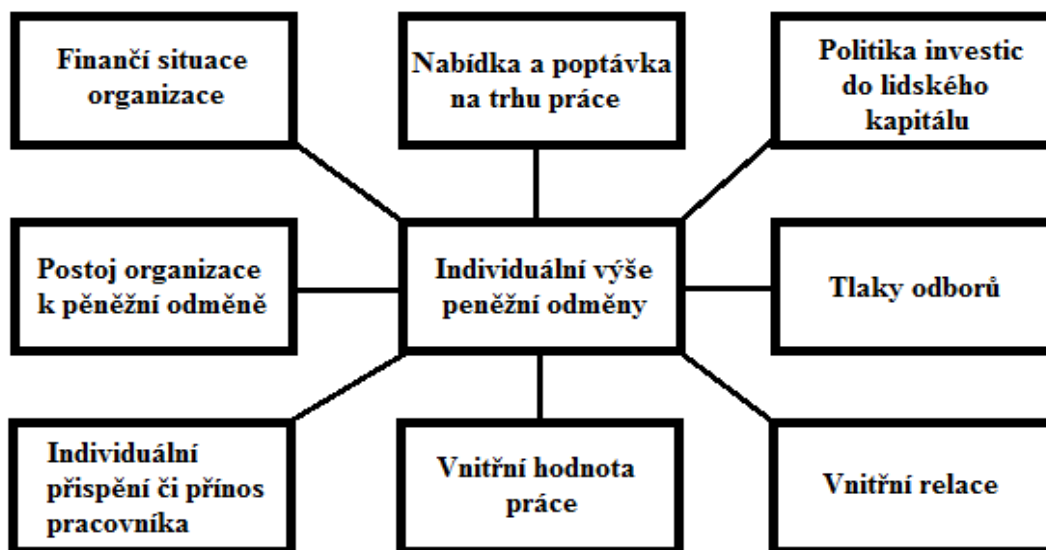 Finančí situace
organizace
Nabídka a poptávka
na trhu práce
Politika investic
do lidského
kapitálu
Postoj organizace
k pěněžní odměně
Individuální výše
peněžní odměny
Tlaky odborů
Individuální
přispění či přínos
pracovníka
Vnitřní hodnota
práce
Vnitřní relace